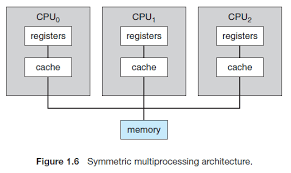 CPU0 CPU1 CPU2
registers registers registers
cache cache cache
memory
Figure 1.6 Symmetric multiprocessing architecture.